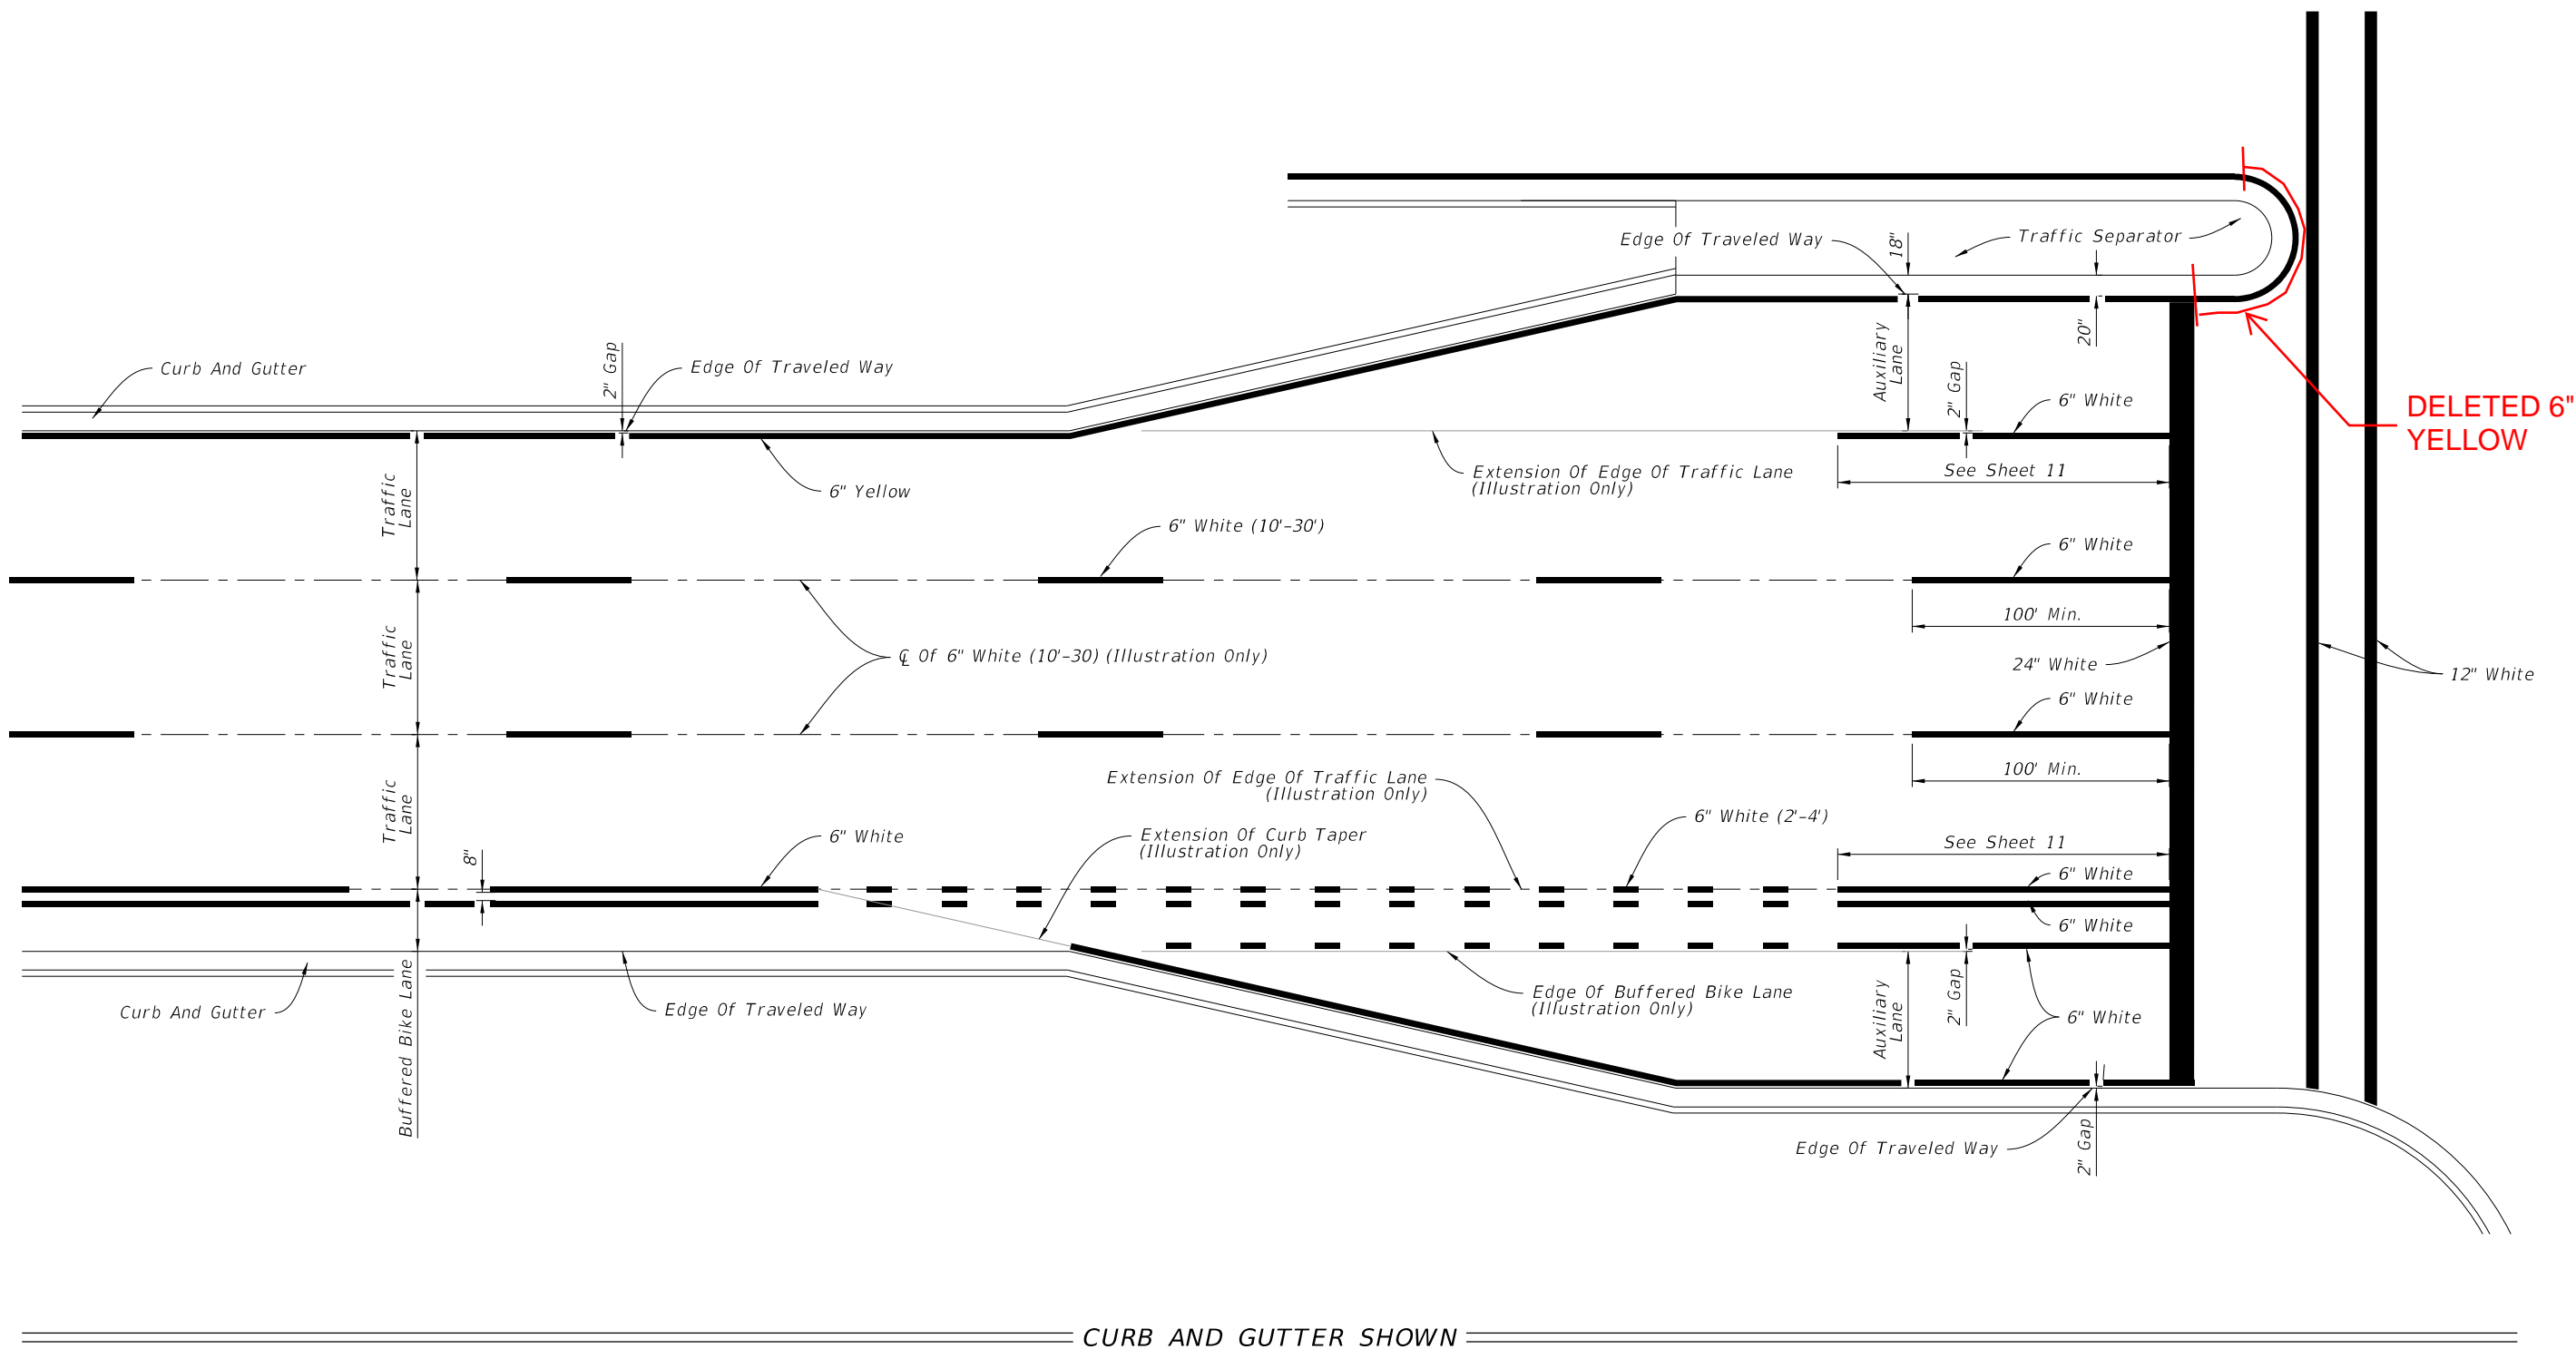 Edge Of Traveled Way
18"
Traffic Separator
20"
Auxiliary
Lane
Curb And Gutter
2" Gap
Edge Of Traveled Way
2" Gap
6" White
DELETED 6"
YELLOW
Traffic
Lane
6" Yellow
Extension Of Edge Of Traffic Lane
(Illustration Only)
See Sheet 11
6" White (10'-30')
6" White
100' Min.
Traffic
Lane
℄ Of 6" White (10'-30) (Illustration Only)
24" White
12" White
6" White
100' Min.
Traffic
Lane
Extension Of Edge Of Traffic Lane
(Illustration Only)
6" White (2'-4')
8"
6" White
Extension Of Curb Taper
(Illustration Only)
See Sheet 11
6" White
6" White
Buffered Bike Lane
Curb And Gutter
Edge Of Traveled Way
Edge Of Buffered Bike Lane
(Illustration Only)
Auxiliary
Lane
2" Gap
6" White
Edge Of Traveled Way
2" Gap
CURB AND GUTTER SHOWN